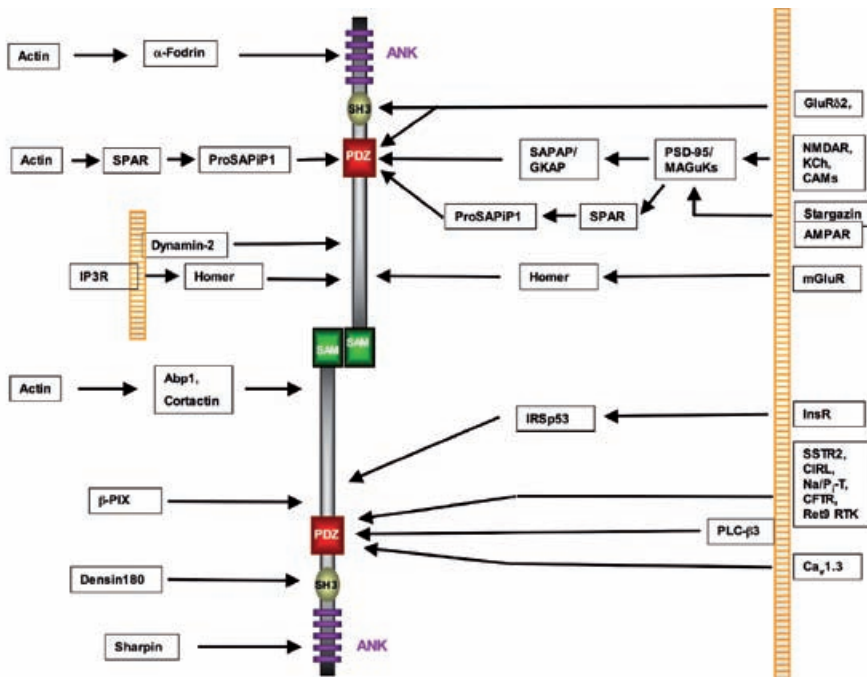 Actin
α-Fodrin
ANK
SH3
GluRδ2,
Actin
SPAR
ProSAPiP1
PDZ
SAPAP/
GKAP
PSD-95/
MAGuKs
NMDAR,
KCh,
CAMs
ProSAPiP1
SPAR
Stargazin
AMPAR
Dynamin-2
IP3R
Homer
Homer
mGluR
SAM
SAM
Actin
Abp1,
Cortactin
IRSp53
InsR
SSTR2,
CIRL,
Na/Pi-T,
CFTR,
Ret9 RTK
β-PIX
PDZ
PLC-β3
Cav1.3
Densin180
SH3
Sharpin
ANK